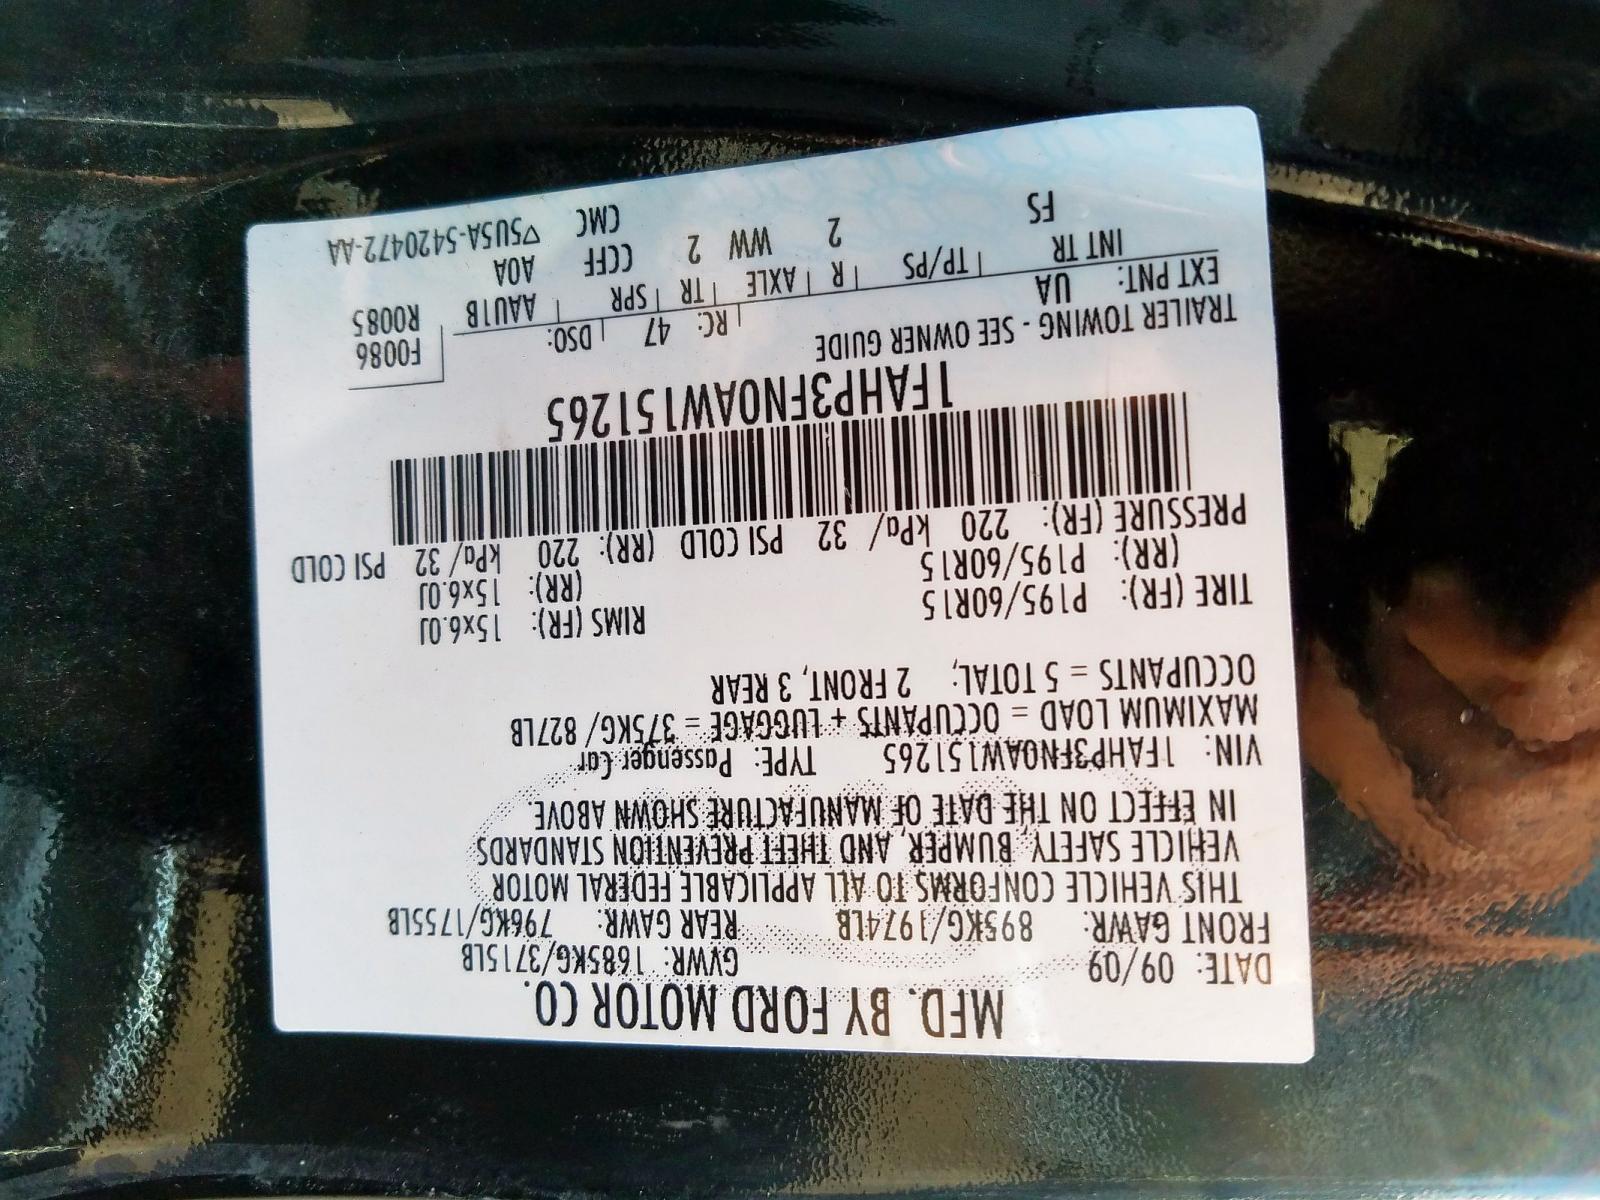 MFD. BY FORD MOTOR CO.
DATE: 09/09 GVWR: 1685KG/3715LB
FRONT GAWR: 895KG/1974LB REAR GAWR: 796KG/1755LB
THIS VEHICLE CONFORMS TO ALL APPLICABLE FEDERAL MOTOR
VEHICLE SAFETY, BUMPER, AND THEFT PREVENTION STANDARDS
IN EFFECT ON THE DATE OF MANUFACTURE SHOWN ABOVE.
VIN: 1FAHP3FN0AW151265 TYPE: Passenger Car
MAXIMUM LOAD = OCCUPANTS + LUGGAGE = 375KG/ 827LB
OCCUPANTS = 5 TOTAL; 2 FRONT, 3 REAR
TIRE (FR): P195/60R15 RIMS (FR): 15x6.0J
(RR): P195/60R15 (RR): 15x6.0J
PRESSURE (FR): 220 kPa/ 32 PSI COLD (RR): 220 kPa/ 32 PSI COLD
1FAHP3FN0AW151265
TRAILER TOWING - SEE OWNER GUIDE F0086
EXT PNT: UA RC: 47 DSO: R0085
INT TR TP/PS R AXLE TR SPR AAU1B
FS 2 WW 2 CCFF A0A
CMC ▽5U5A-5420472-AA